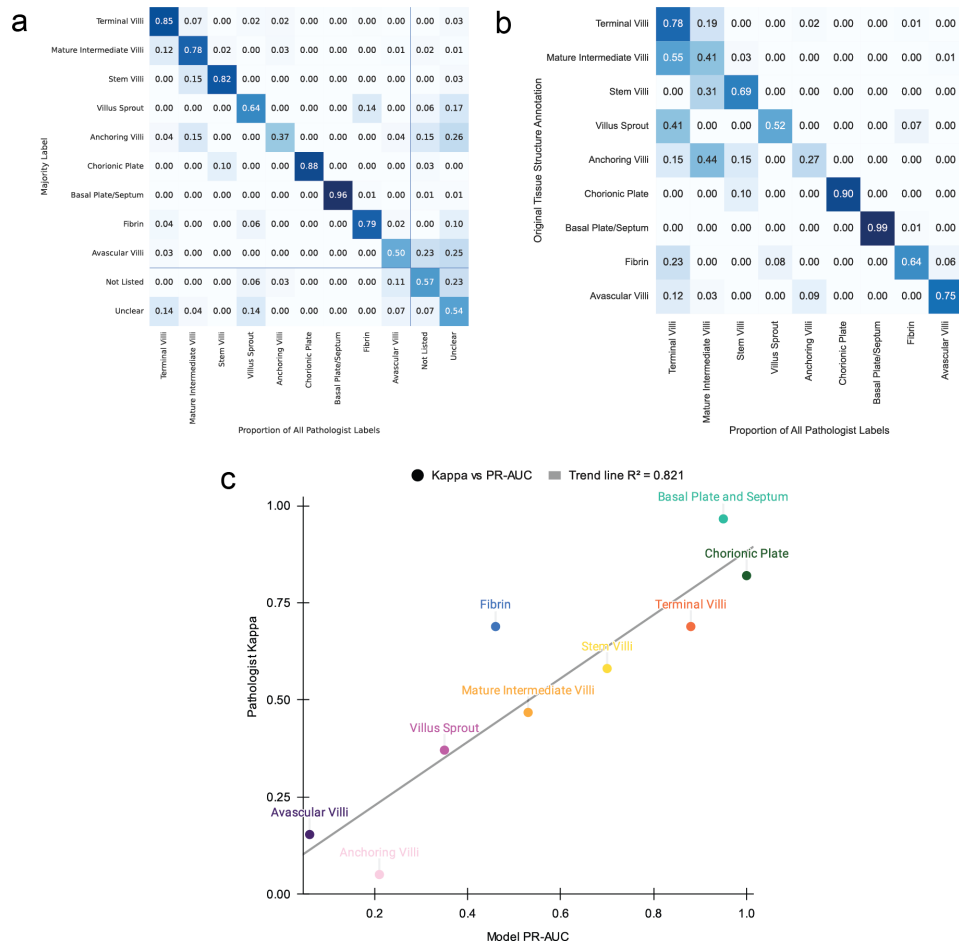 a
Majority Label
Terminal Villi 0.85 0.07 0.00 0.02 0.02 0.00 0.00 0.00 0.00 0.00 0.03
Mature Intermediate Villi 0.12 0.78 0.02 0.00 0.03 0.00 0.00 0.00 0.01 0.02 0.01
Stem Villi 0.00 0.15 0.82 0.00 0.00 0.00 0.00 0.00 0.00 0.00 0.03
Villus Sprout 0.00 0.00 0.00 0.64 0.00 0.00 0.00 0.14 0.00 0.06 0.17
Anchoring Villi 0.04 0.15 0.00 0.00 0.37 0.00 0.00 0.00 0.04 0.15 0.26
Chorionic Plate 0.00 0.00 0.10 0.00 0.00 0.88 0.00 0.00 0.00 0.03 0.00
Basal Plate/Septum 0.00 0.00 0.00 0.00 0.00 0.00 0.96 0.01 0.00 0.01 0.01
Fibrin 0.04 0.00 0.00 0.06 0.00 0.00 0.00 0.79 0.02 0.00 0.10
Avascular Villi 0.03 0.00 0.00 0.00 0.00 0.00 0.00 0.00 0.50 0.23 0.25
Not Listed 0.00 0.00 0.00 0.06 0.03 0.00 0.00 0.00 0.11 0.57 0.23
Unclear 0.14 0.04 0.00 0.14 0.00 0.00 0.00 0.00 0.07 0.07 0.54
Terminal Villi Mature Intermediate Villi Stem Villi Villus Sprout Anchoring Villi Chorionic Plate Basal Plate/Septum Fibrin Avascular Villi Not Listed Unclear
Proportion of All Pathologist Labels
b
Original Tissue Structure Annotation
Terminal Villi 0.78 0.19 0.00 0.00 0.02 0.00 0.00 0.01 0.00
Mature Intermediate Villi 0.55 0.41 0.03 0.00 0.00 0.00 0.00 0.00 0.01
Stem Villi 0.00 0.31 0.69 0.00 0.00 0.00 0.00 0.00 0.00
Villus Sprout 0.41 0.00 0.00 0.52 0.00 0.00 0.00 0.07 0.00
Anchoring Villi 0.15 0.44 0.15 0.00 0.27 0.00 0.00 0.00 0.00
Chorionic Plate 0.00 0.00 0.10 0.00 0.00 0.90 0.00 0.00 0.00
Basal Plate/Septum 0.00 0.00 0.00 0.00 0.00 0.00 0.99 0.01 0.00
Fibrin 0.23 0.00 0.00 0.08 0.00 0.00 0.00 0.64 0.06
Avascular Villi 0.12 0.03 0.00 0.00 0.09 0.00 0.00 0.00 0.75
Terminal Villi Mature Intermediate Villi Stem Villi Villus Sprout Anchoring Villi Chorionic Plate Basal Plate/Septum Fibrin Avascular Villi
Proportion of All Pathologist Labels
c
Kappa vs PR-AUC Trend line R² = 0.821
Pathologist Kappa
1.00
0.75
0.50
0.25
0.00
Basal Plate and Septum
Chorionic Plate
Fibrin
Terminal Villi
Stem Villi
Mature Intermediate Villi
Villus Sprout
Avascular Villi
Anchoring Villi
0.2 0.4 0.6 0.8 1.0
Model PR-AUC